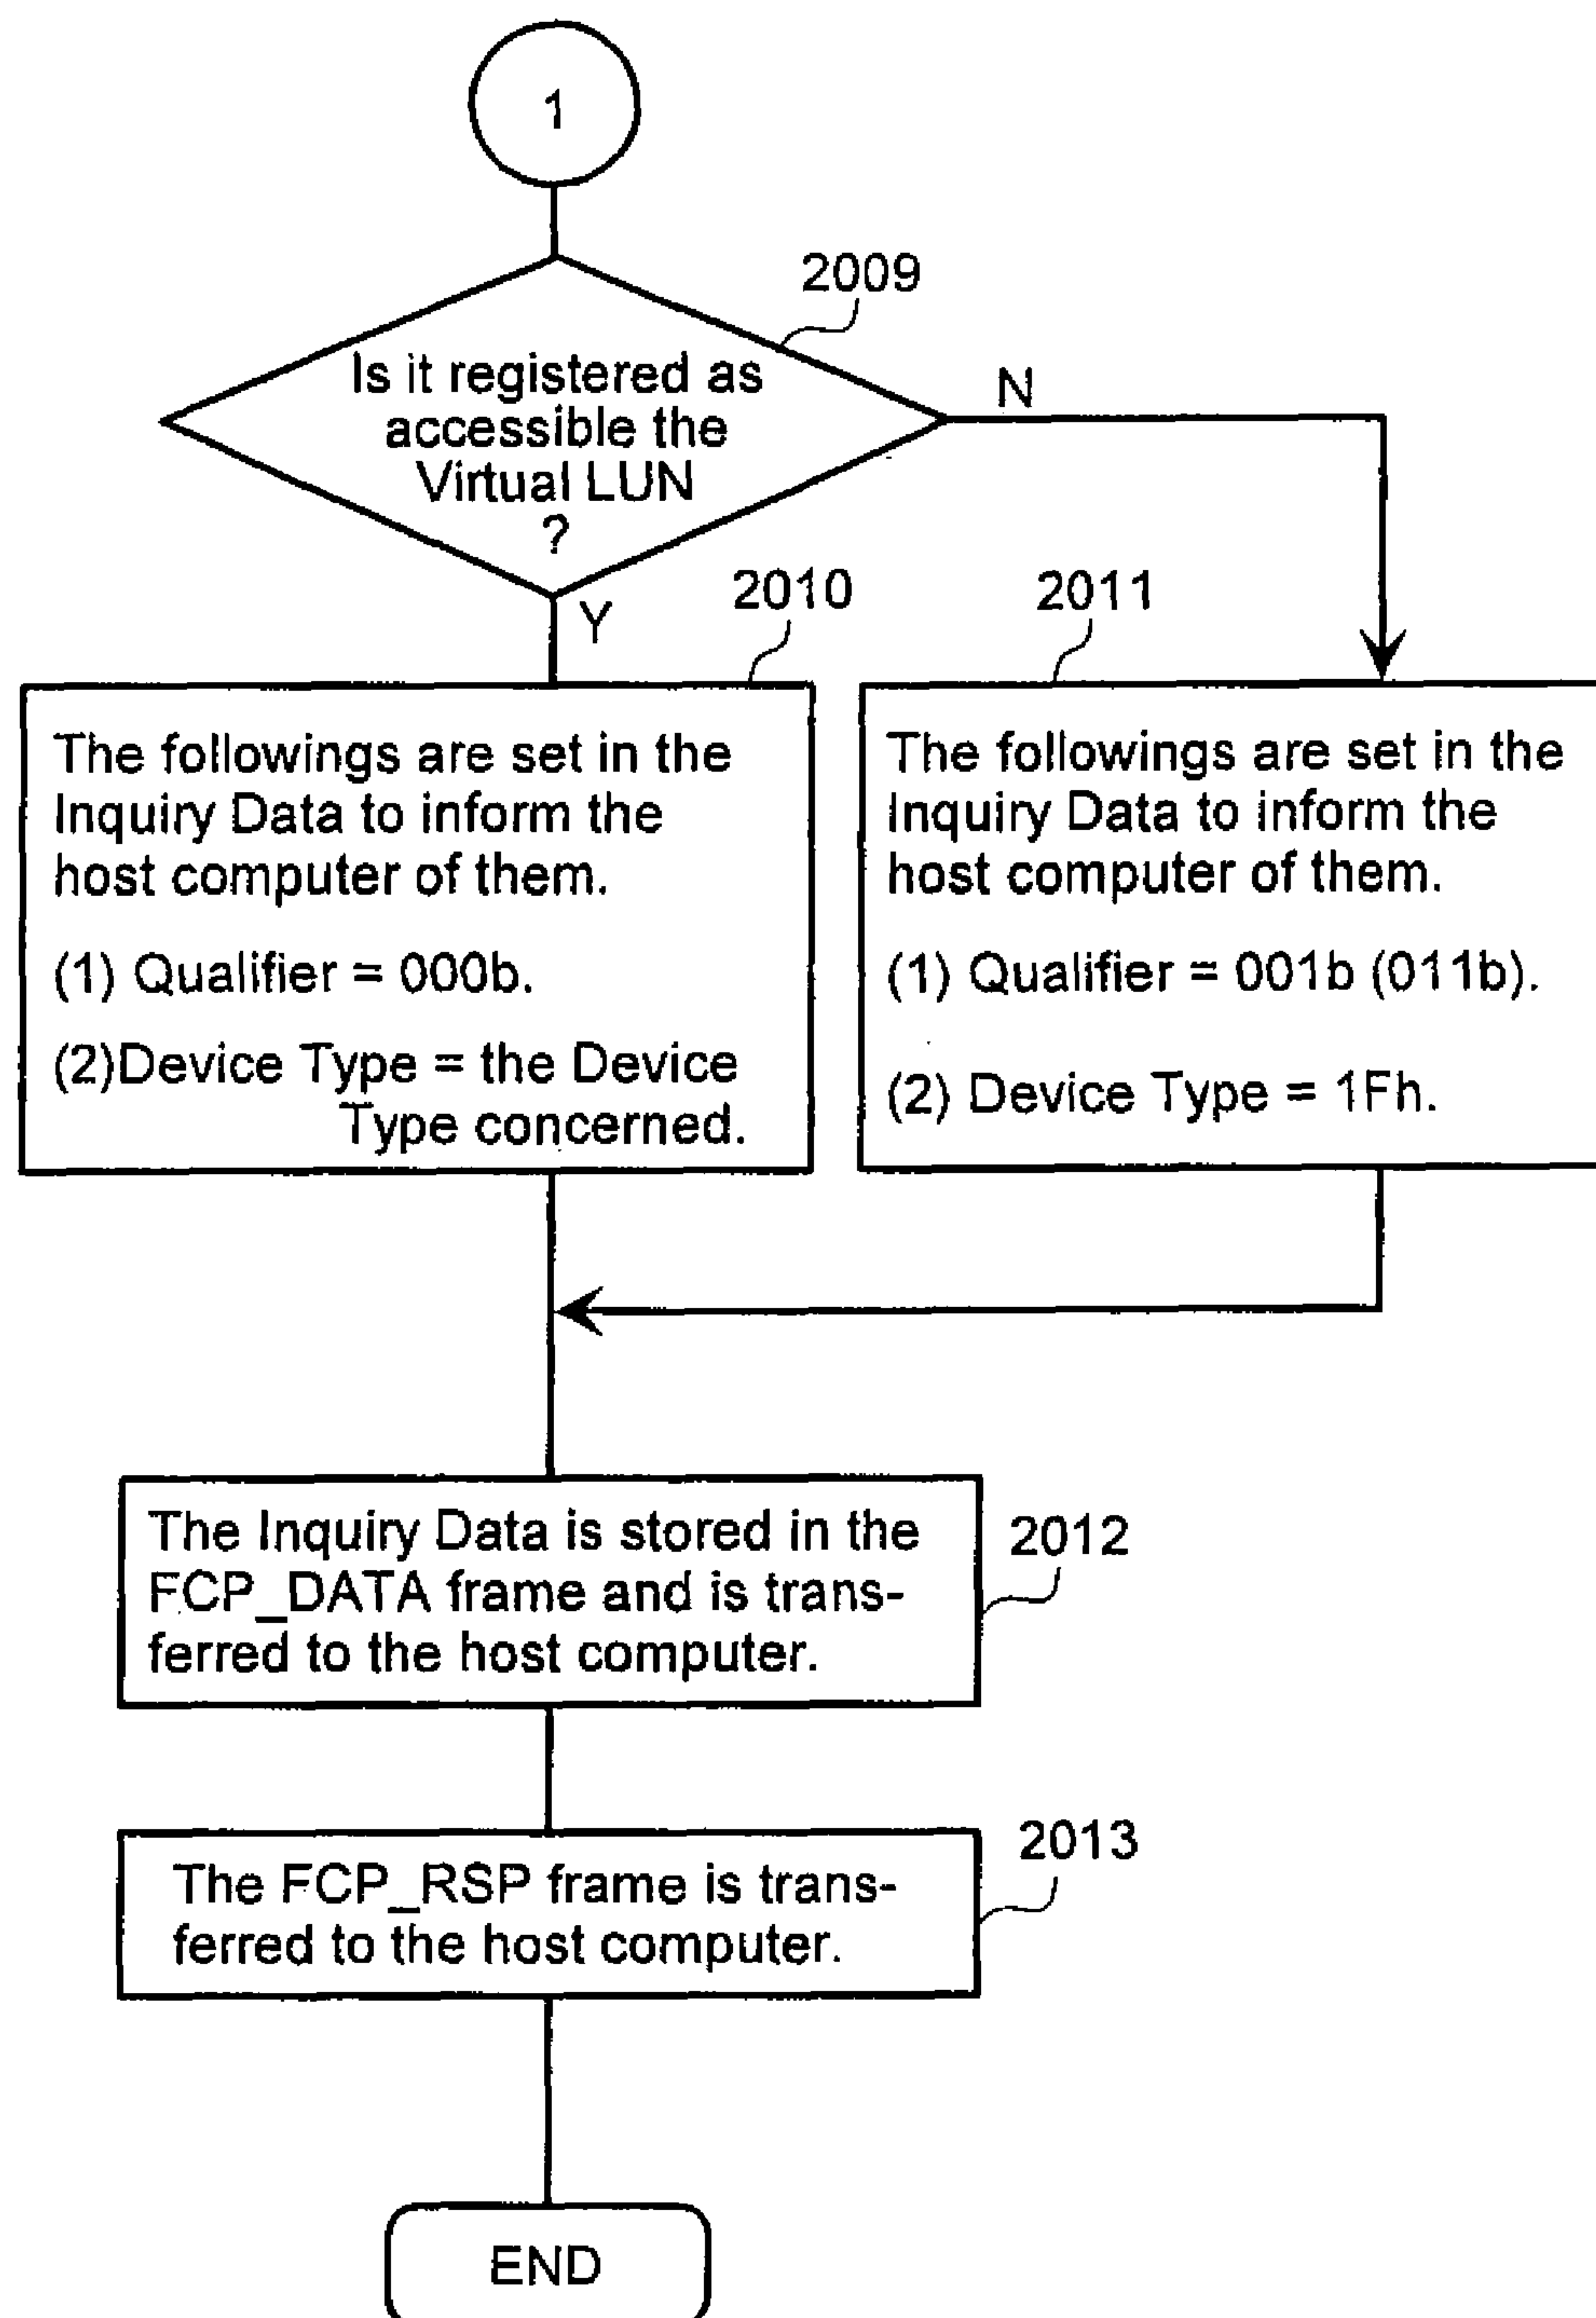 1
2009
Is it registered as
accessible the
Virtual LUN
?
N
Y
2010
The followings are set in the
Inquiry Data to inform the
host computer of them.
(1) Qualifier = 000b.
(2)Device Type = the Device
Type concerned.
2011
The followings are set in the
Inquiry Data to inform the
host computer of them.
(1) Qualifier = 001b (011b).
(2) Device Type = 1Fh.
The Inquiry Data is stored in the
FCP_DATA frame and is trans-
ferred to the host computer.
2012
The FCP_RSP frame is trans-
ferred to the host computer.
2013
END